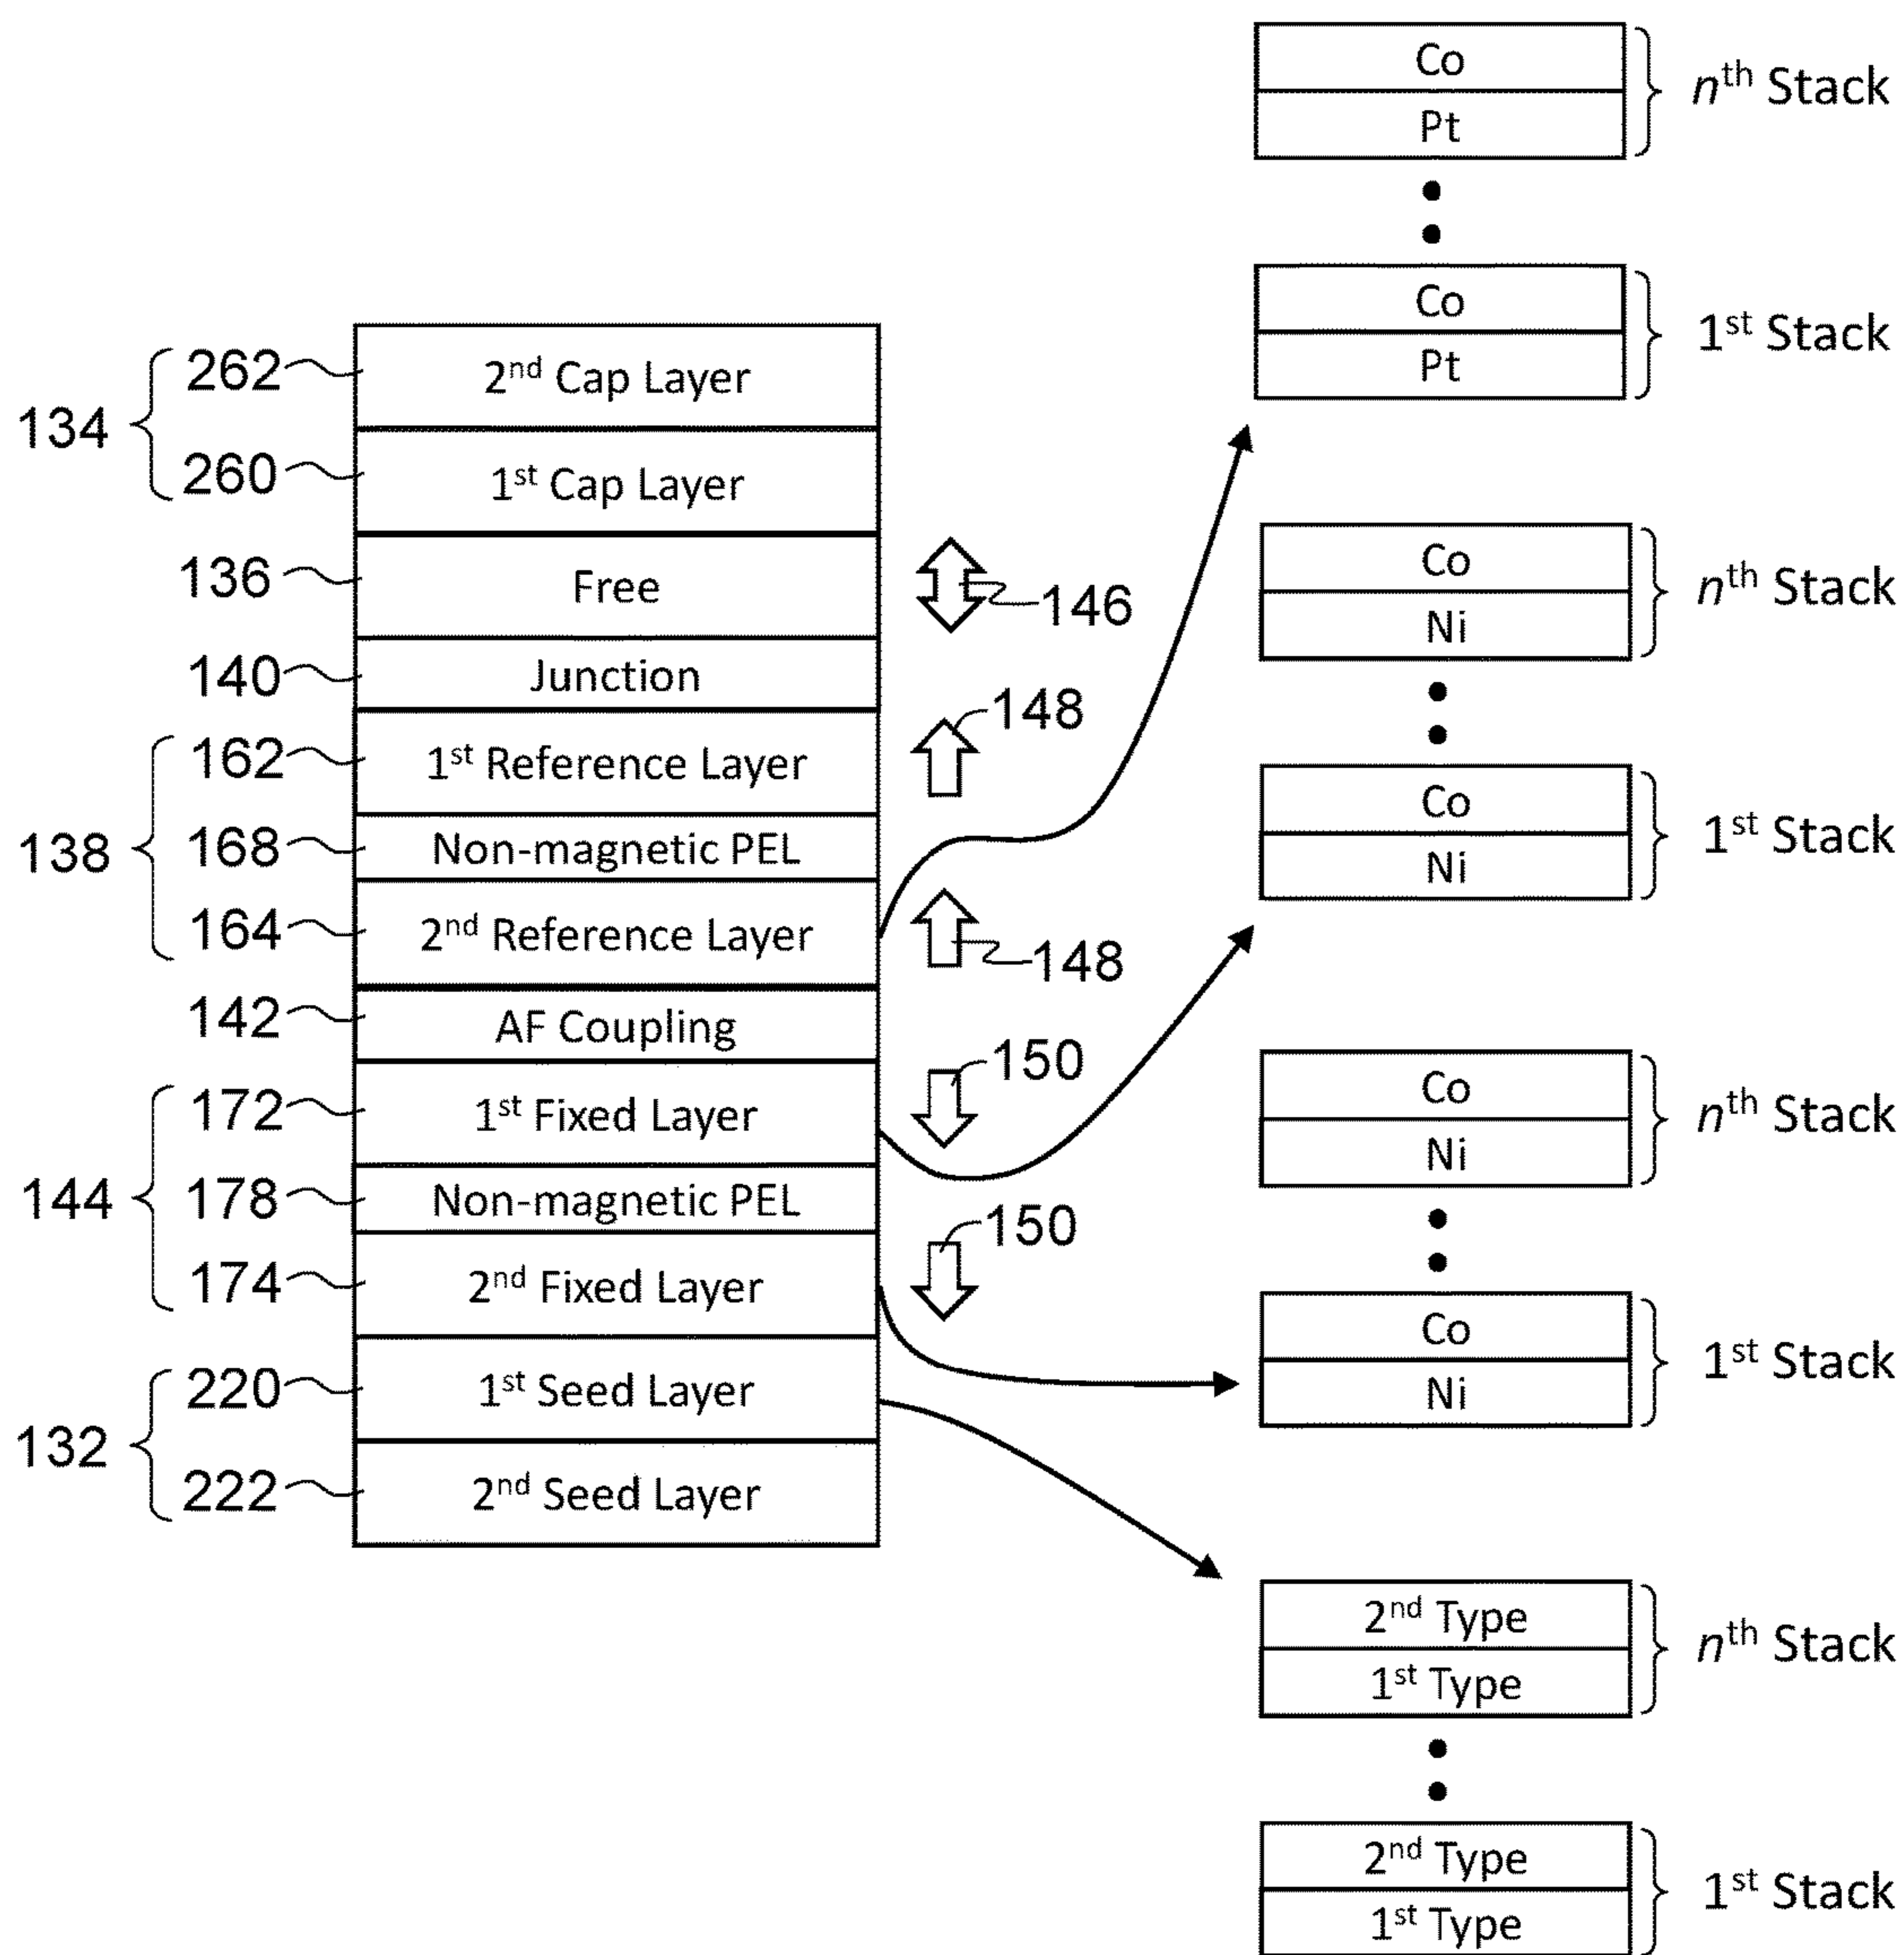 134
262
2nd Cap Layer
260
1st Cap Layer
136
Free
146
140
Junction
138
162
1st Reference Layer
148
168
Non-magnetic PEL
164
2nd Reference Layer
148
142
AF Coupling
144
172
1st Fixed Layer
150
178
Non-magnetic PEL
174
2nd Fixed Layer
150
132
220
1st Seed Layer
222
2nd Seed Layer
Co
Pt
nth Stack
Co
Pt
1st Stack
Co
Ni
nth Stack
Co
Ni
1st Stack
Co
Ni
nth Stack
Co
Ni
1st Stack
2nd Type
1st Type
nth Stack
2nd Type
1st Type
1st Stack